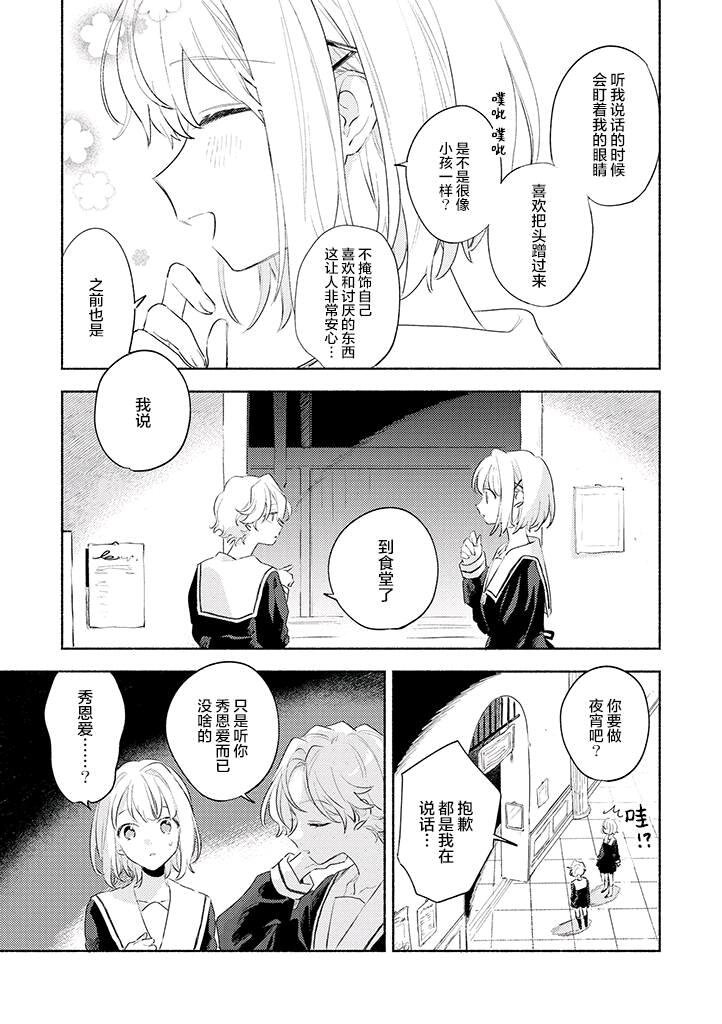 听我说话的时候
会盯着我的眼睛
喜欢把头蹭过来
噗呲
噗呲
是不是很像
小孩一样？
不掩饰自己
喜欢和讨厌的东西
这让人非常安心…
之前也是
我说
到食堂了
你要做
夜宵吧？
哇!?
抱歉
都是我在
说话…
只是听你
秀恩爱而已
没啥的
秀恩爱……？